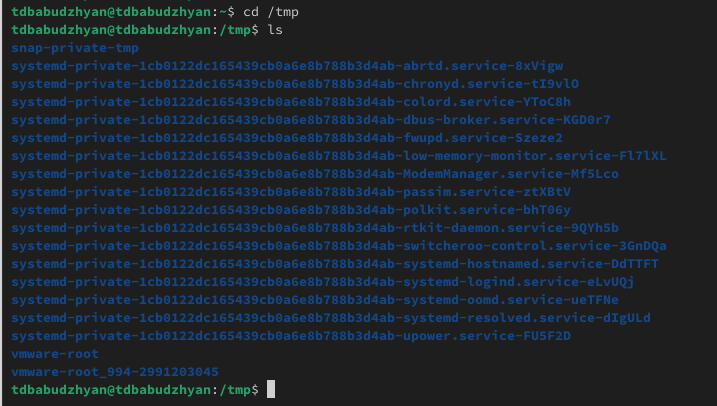 tdbabudzhyan@tdbabudzhyan:~$ cd /tmp
tdbabudzhyan@tdbabudzhyan:/tmp$ ls
snap-private-tmp
systemd-private-1cb0122dc165439cb0a6e8b788b3d4ab-abrtd.service-8xVigw
systemd-private-1cb0122dc165439cb0a6e8b788b3d4ab-chronyd.service-tI9vlO
systemd-private-1cb0122dc165439cb0a6e8b788b3d4ab-colord.service-YToC8h
systemd-private-1cb0122dc165439cb0a6e8b788b3d4ab-dbus-broker.service-KGD0r7
systemd-private-1cb0122dc165439cb0a6e8b788b3d4ab-fwupd.service-Szeze2
systemd-private-1cb0122dc165439cb0a6e8b788b3d4ab-low-memory-monitor.service-Fl7lXL
systemd-private-1cb0122dc165439cb0a6e8b788b3d4ab-ModemManager.service-Mf5Lco
systemd-private-1cb0122dc165439cb0a6e8b788b3d4ab-passim.service-ztXBtV
systemd-private-1cb0122dc165439cb0a6e8b788b3d4ab-polkit.service-bhT06y
systemd-private-1cb0122dc165439cb0a6e8b788b3d4ab-rtkit-daemon.service-9QYh5b
systemd-private-1cb0122dc165439cb0a6e8b788b3d4ab-switcheroo-control.service-3GnDQa
systemd-private-1cb0122dc165439cb0a6e8b788b3d4ab-systemd-hostnamed.service-DdTTFT
systemd-private-1cb0122dc165439cb0a6e8b788b3d4ab-systemd-logind.service-eLvUQj
systemd-private-1cb0122dc165439cb0a6e8b788b3d4ab-systemd-oomd.service-ueTFNe
systemd-private-1cb0122dc165439cb0a6e8b788b3d4ab-systemd-resolved.service-dIgULd
systemd-private-1cb0122dc165439cb0a6e8b788b3d4ab-upower.service-FU5F2D
vmware-root
vmware-root_994-2991203045
tdbabudzhyan@tdbabudzhyan:/tmp$